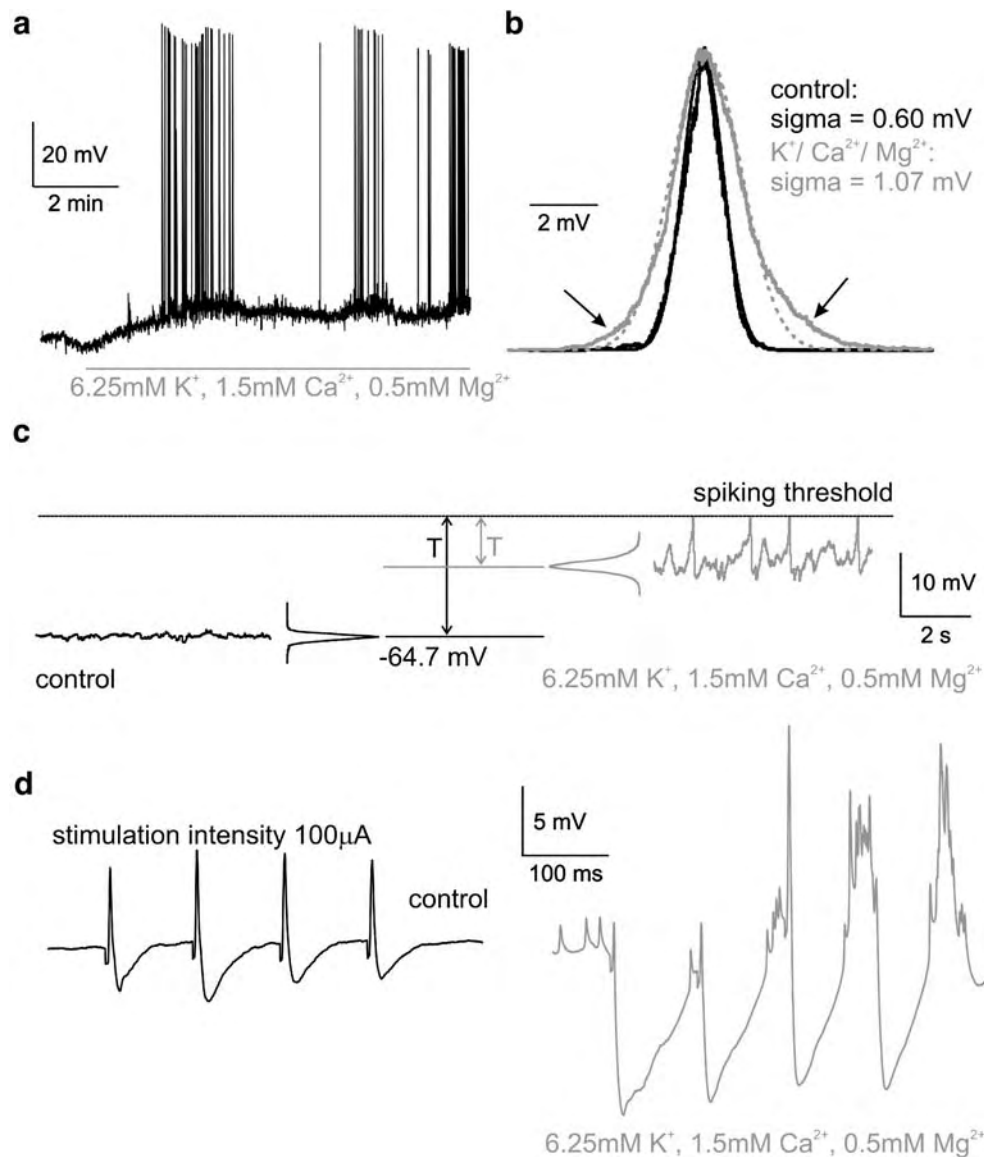 a
20 mV
2 min
6.25mM K⁺, 1.5mM Ca²⁺, 0.5mM Mg²⁺
b
control:
sigma = 0.60 mV
K⁺/ Ca²⁺/ Mg²⁺:
sigma = 1.07 mV
2 mV
c
spiking threshold
T
T
10 mV
2 s
-64.7 mV
control
6.25mM K⁺, 1.5mM Ca²⁺, 0.5mM Mg²⁺
d
stimulation intensity 100µA
control
5 mV
100 ms
6.25mM K⁺, 1.5mM Ca²⁺, 0.5mM Mg²⁺